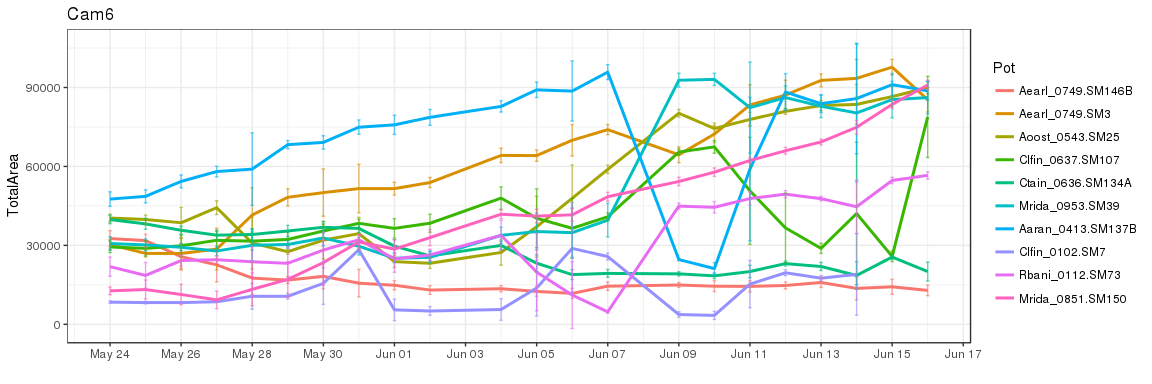 Cam6
TotalArea
90000
60000
30000
0
May 24 May 26 May 28 May 30 Jun 01 Jun 03 Jun 05 Jun 07 Jun 09 Jun 11 Jun 13 Jun 15 Jun 17
Pot
Aearl_0749.SM146B
Aearl_0749.SM3
Aoost_0543.SM25
Clfin_0637.SM107
Ctain_0636.SM134A
Mrida_0953.SM39
Aaran_0413.SM137B
Clfin_0102.SM7
Rbani_0112.SM73
Mrida_0851.SM150